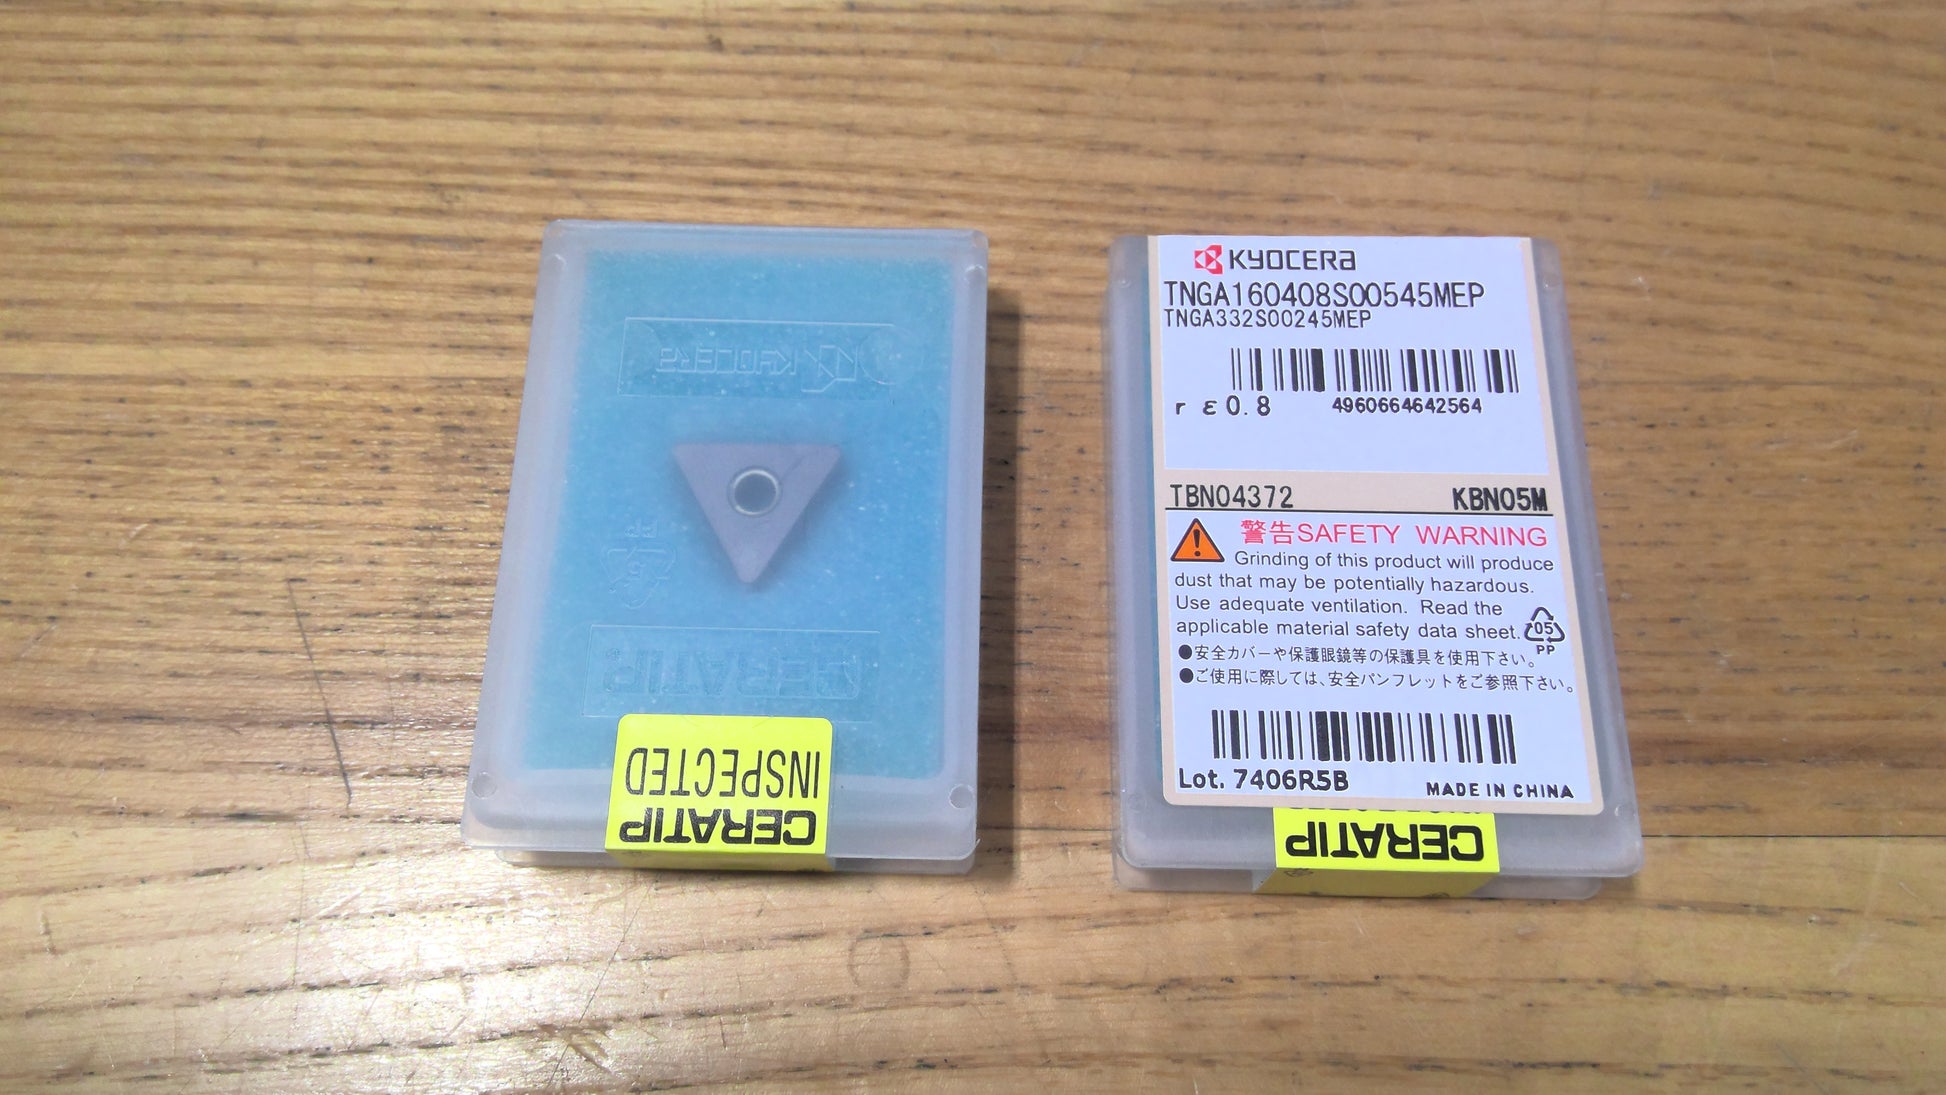 KYOCERA
PP
CERATIP
INSPECTED
CERATIP
KYOCERA
TNGA160408S00545MEP
TNGA332S00245MEP
rε0.8 4960664642564
TBN04372 KBN05M
警告SAFETY WARNING
Grinding of this product will produce
dust that may be potentially hazardous.
Use adequate ventilation. Read the
applicable material safety data sheet.
05
PP
●安全カバーや保護眼鏡等の保護具を使用下さい。
●ご使用に際しては、安全パンフレットをご参照下さい。
Lot. 7406R5B MADE IN CHINA
CERATIP